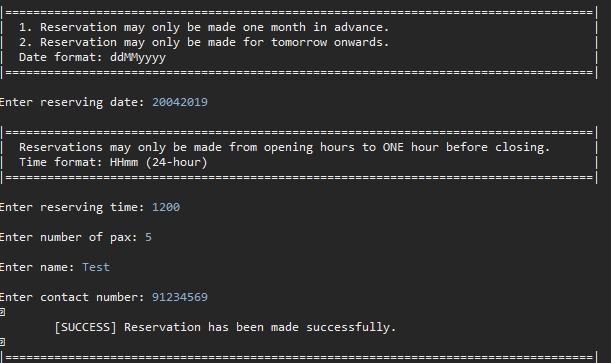 |===================================================================================|
| 1. Reservation may only be made one month in advance. |
| 2. Reservation may only be made for tomorrow onwards. |
| Date format: ddMMyyyy |
|===================================================================================|
Enter reserving date: 20042019
|===================================================================================|
| Reservations may only be made from opening hours to ONE hour before closing. |
| Time format: HHmm (24-hour) |
|===================================================================================|
Enter reserving time: 1200
Enter number of pax: 5
Enter name: Test
Enter contact number: 91234569
[SUCCESS] Reservation has been made successfully.
|===================================================================================|